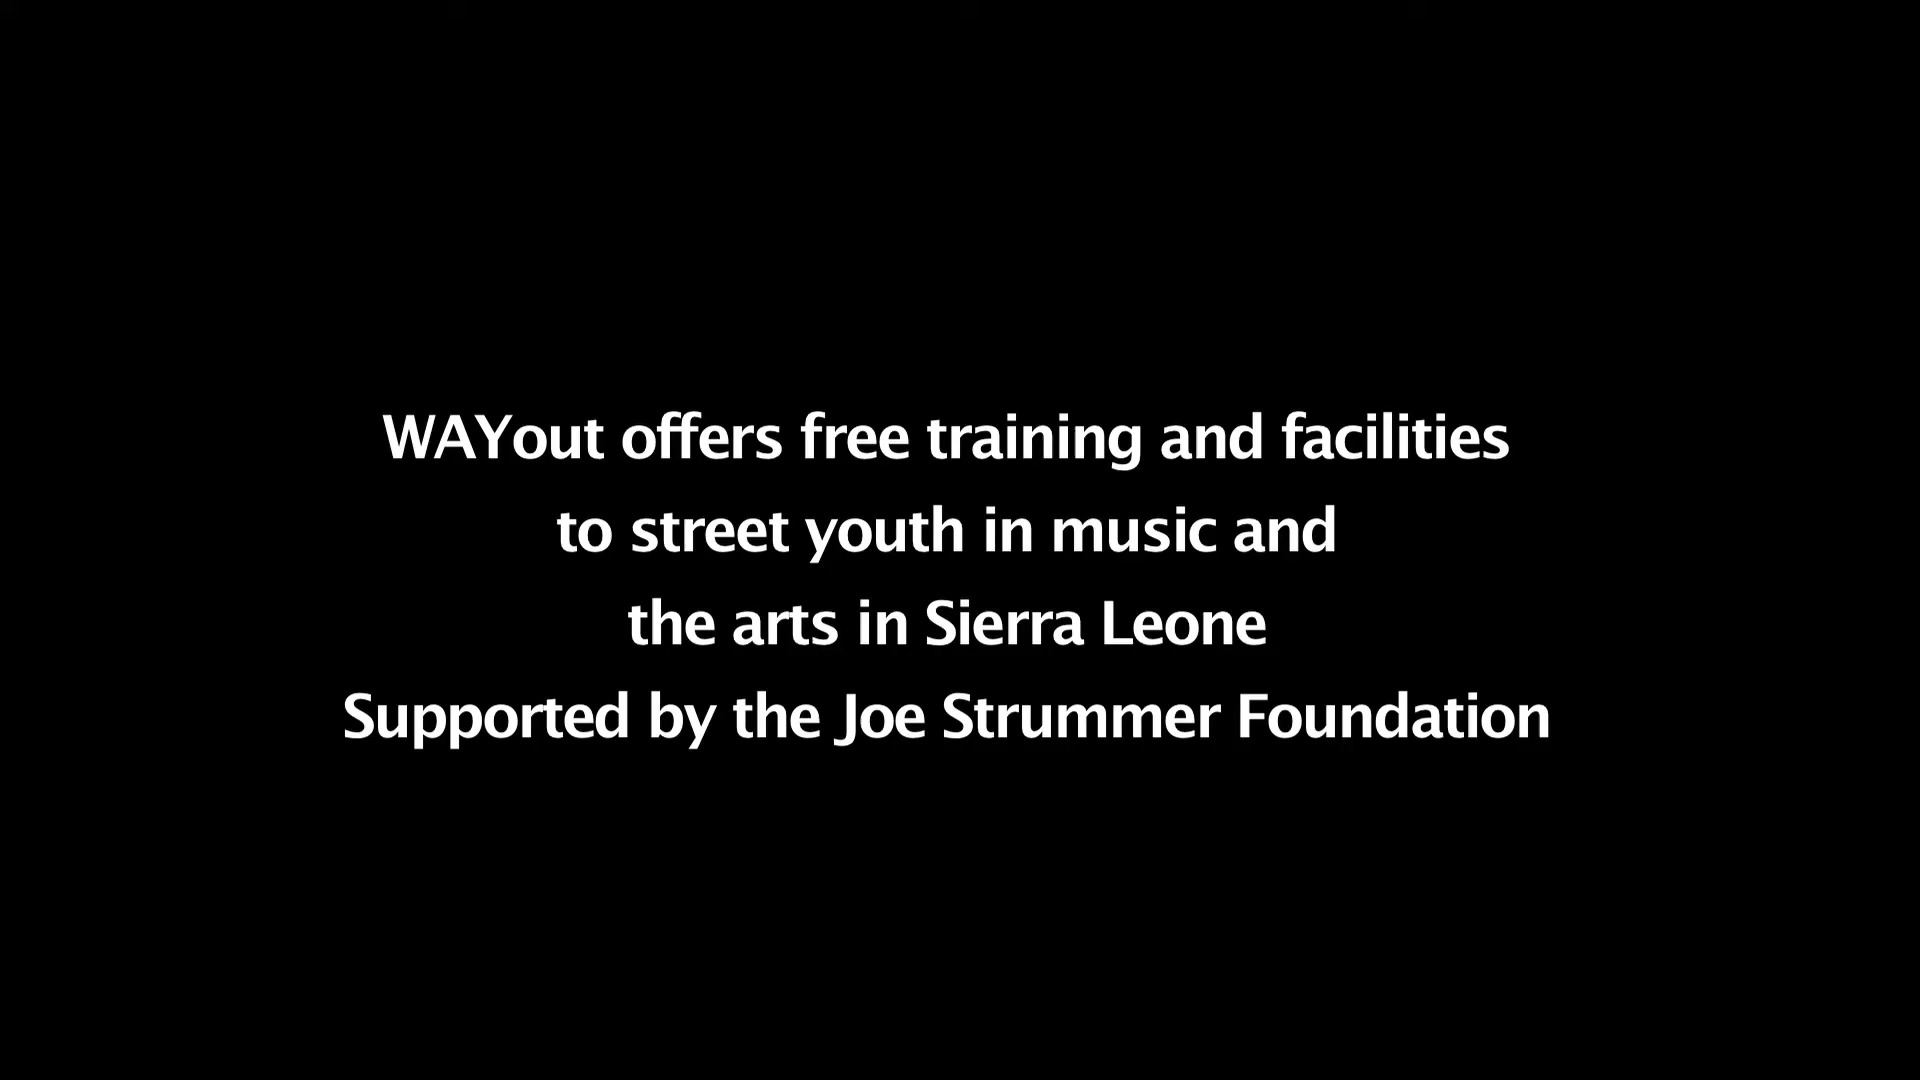 WAYout offers free training and facilities
to street youth in music and
the arts in Sierra Leone
Supported by the Joe Strummer Foundation